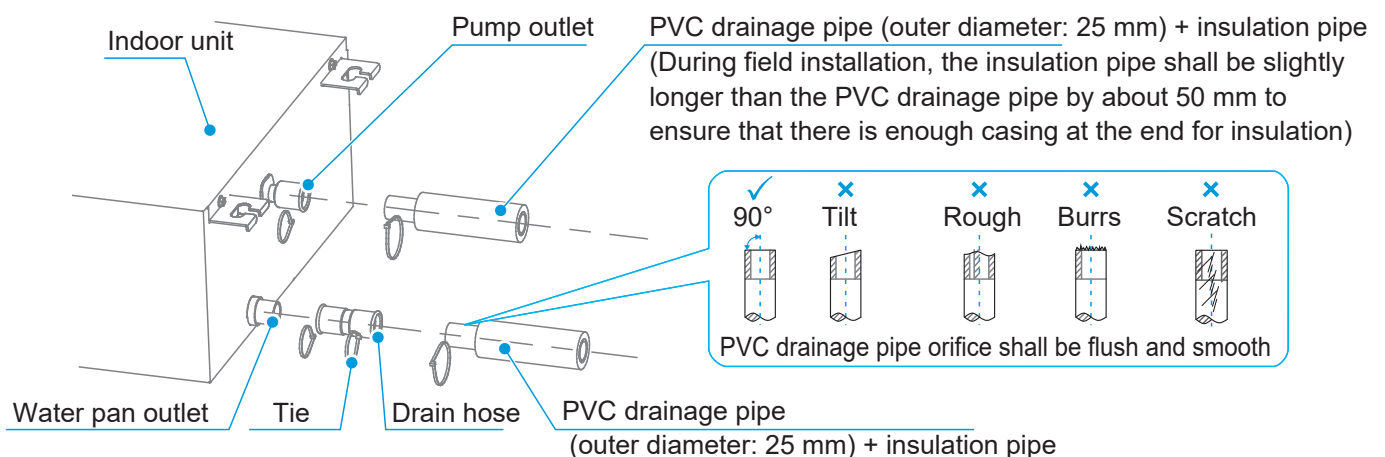 Indoor unit
Pump outlet
PVC drainage pipe (outer diameter: 25 mm) + insulation pipe
(During field installation, the insulation pipe shall be slightly
longer than the PVC drainage pipe by about 50 mm to
ensure that there is enough casing at the end for insulation)
90°
Tilt
Rough
Burrs
Scratch
PVC drainage pipe orifice shall be flush and smooth
Water pan outlet
Tie
Drain hose
PVC drainage pipe
(outer diameter: 25 mm) + insulation pipe